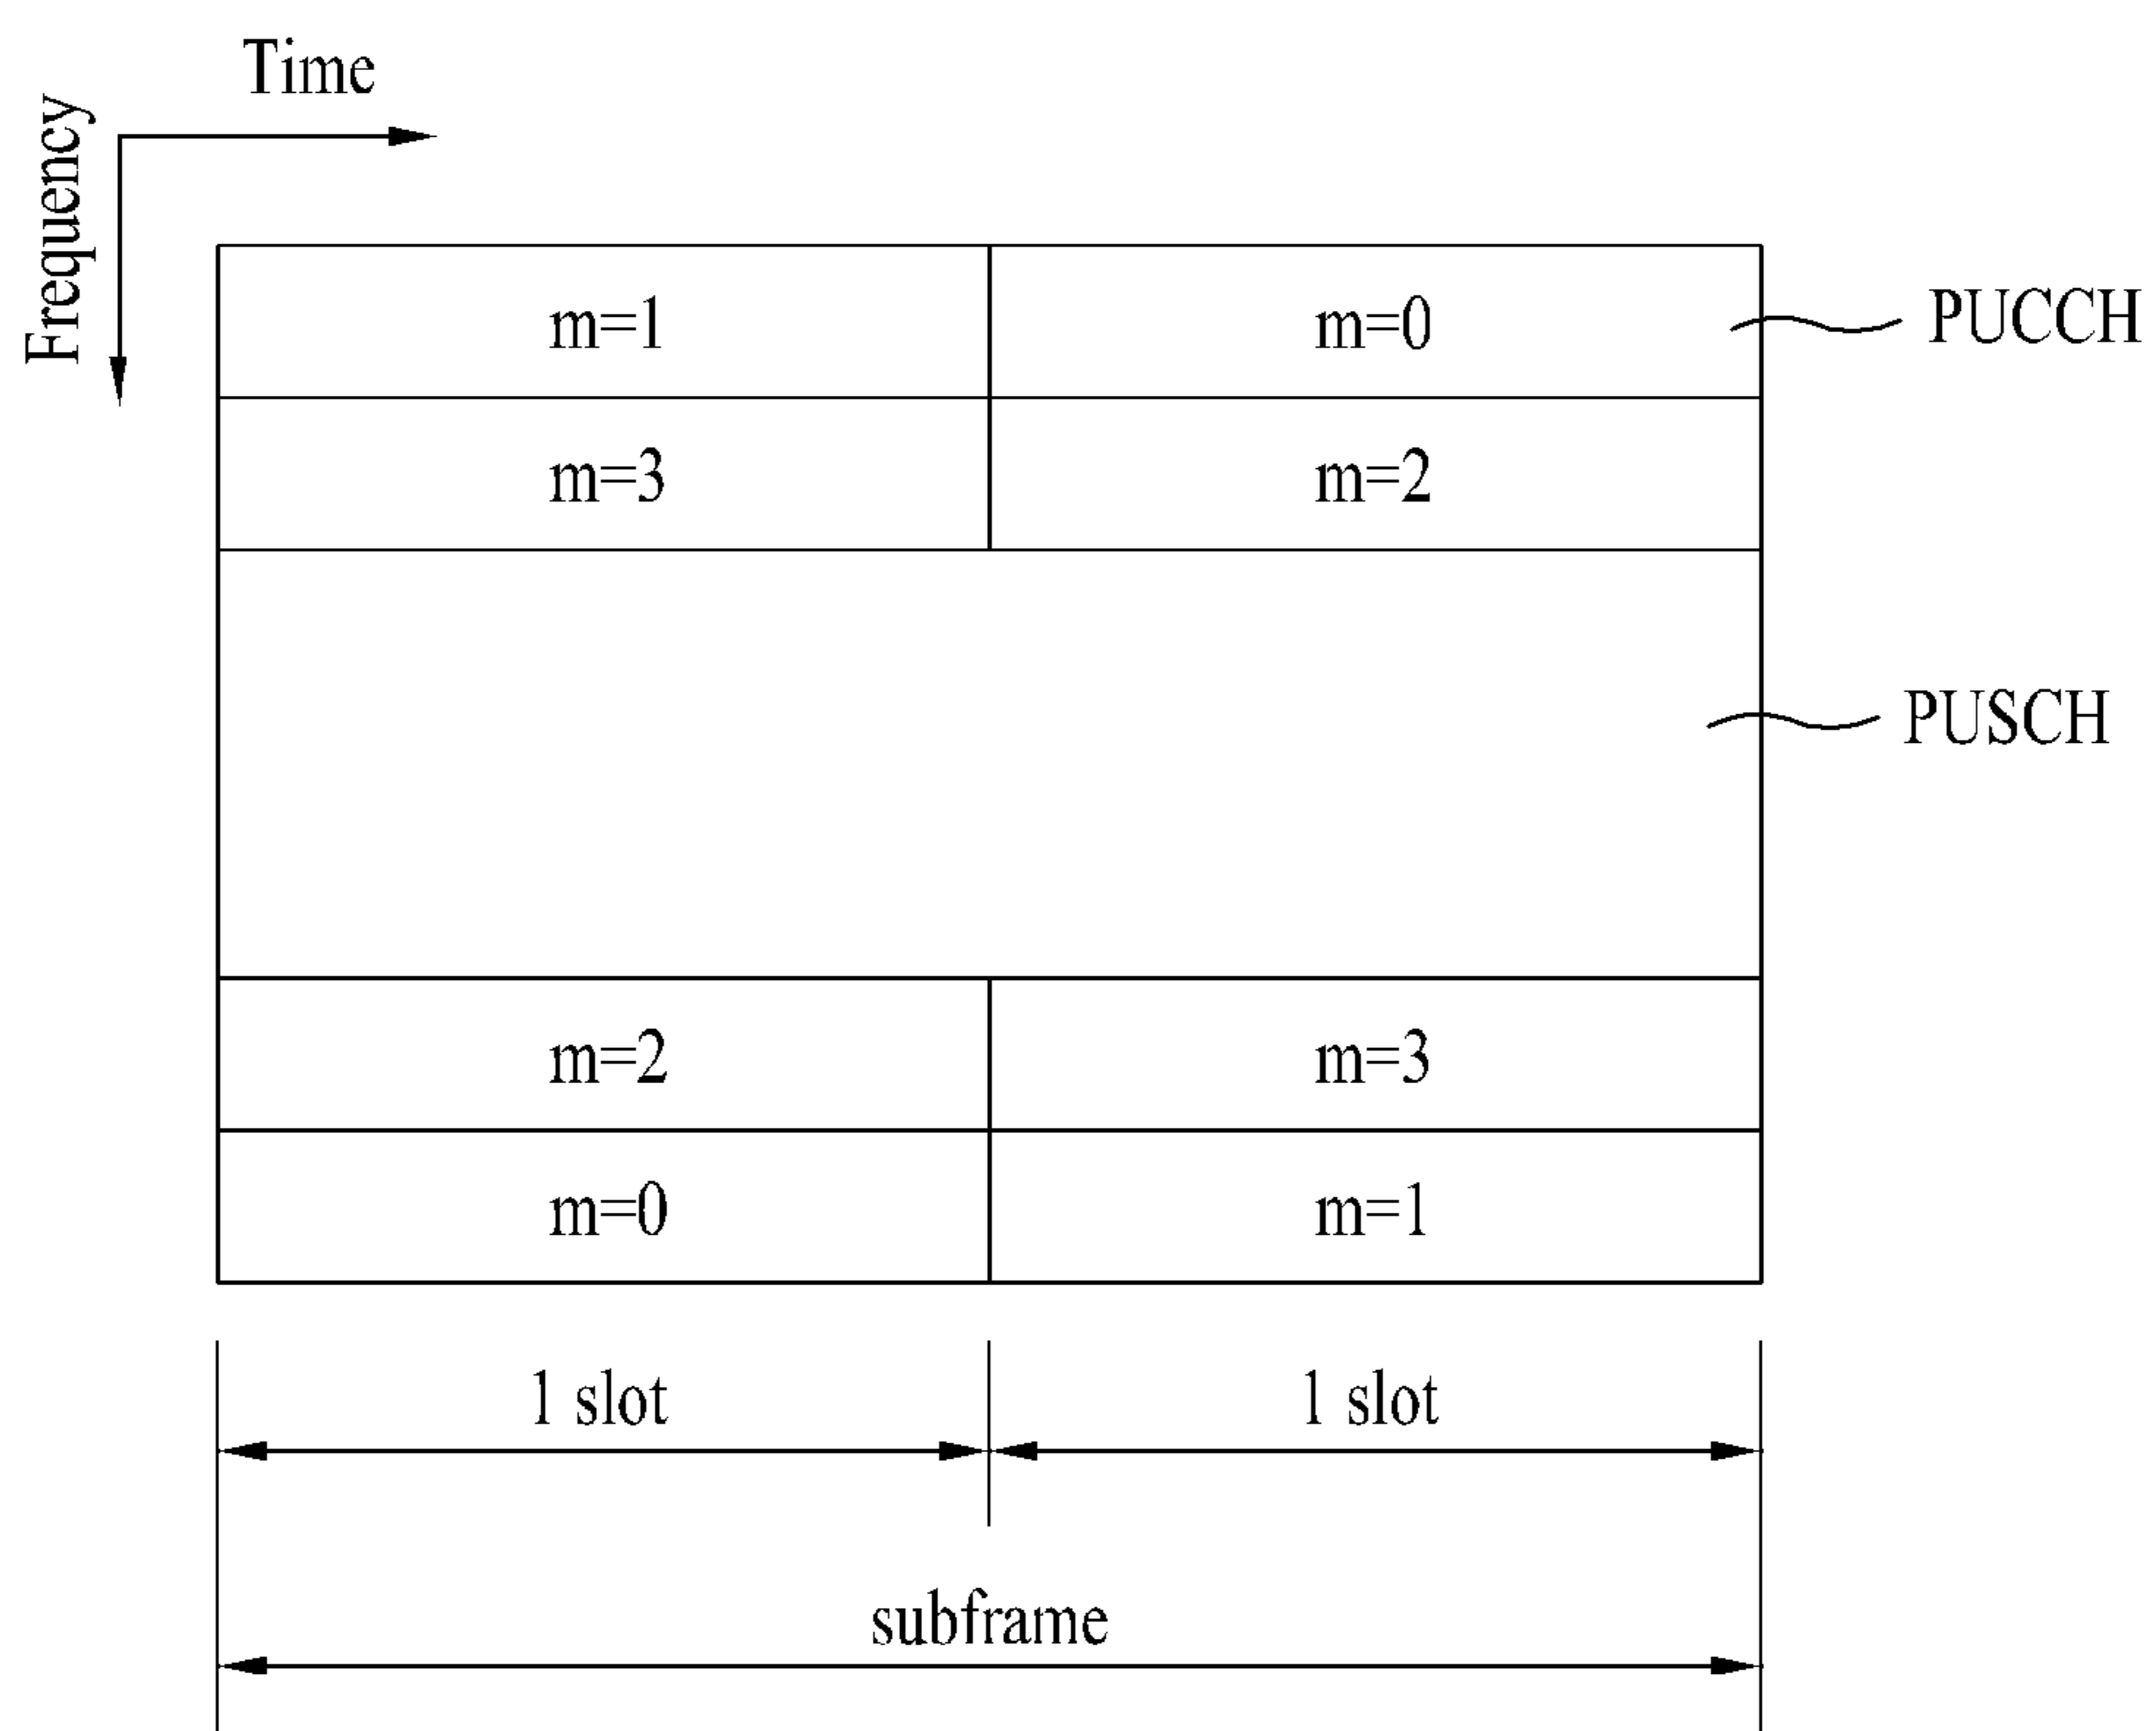 Time
Frequency
m=1
m=0
PUCCH
m=3
m=2
PUSCH
m=2
m=3
m=0
m=1
1 slot
1 slot
subframe